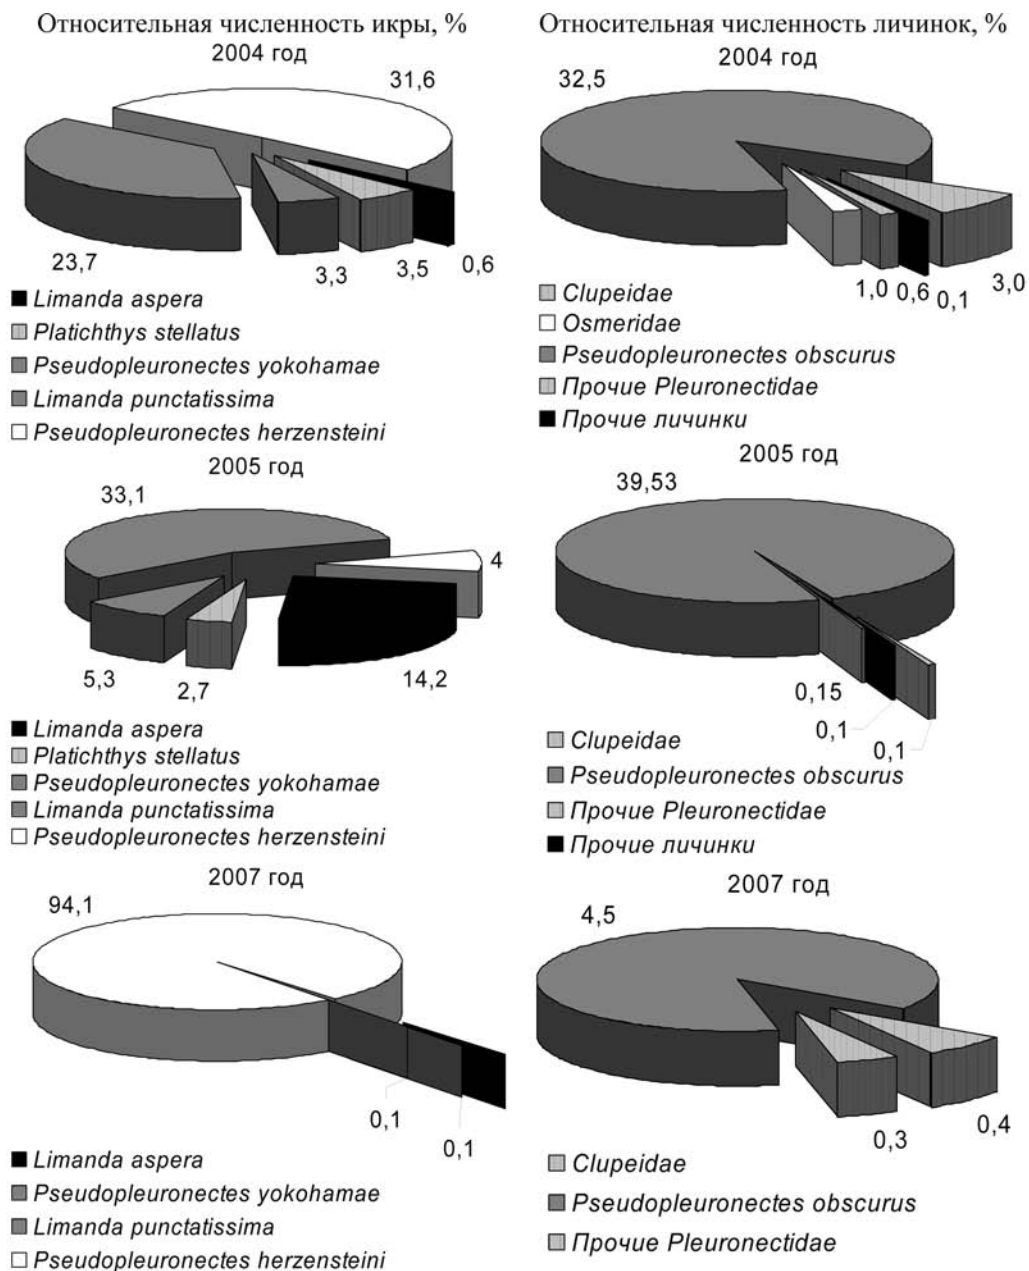 Относительная численность икры, %
2004 год
31,6
23,7
3,3
3,5
0,6
Limanda aspera
Platichthys stellatus
Pseudopleuronectes yokohamae
Limanda punctatissima
Pseudopleuronectes herzensteini
Относительная численность личинок, %
2004 год
32,5
1,0
0,6
0,1
3,0
Clupeidae
Osmeridae
Pseudopleuronectes obscurus
Прочие Pleuronectidae
Прочие личинки
2005 год
33,1
4
5,3
2,7
14,2
Limanda aspera
Platichthys stellatus
Pseudopleuronectes yokohamae
Limanda punctatissima
Pseudopleuronectes herzensteini
2005 год
39,53
0,15
0,1
0,1
Clupeidae
Pseudopleuronectes obscurus
Прочие Pleuronectidae
Прочие личинки
2007 год
94,1
0,1
0,1
Limanda aspera
Pseudopleuronectes yokohamae
Limanda punctatissima
Pseudopleuronectes herzensteini
2007 год
4,5
0,3
0,4
Clupeidae
Pseudopleuronectes obscurus
Прочие Pleuronectidae